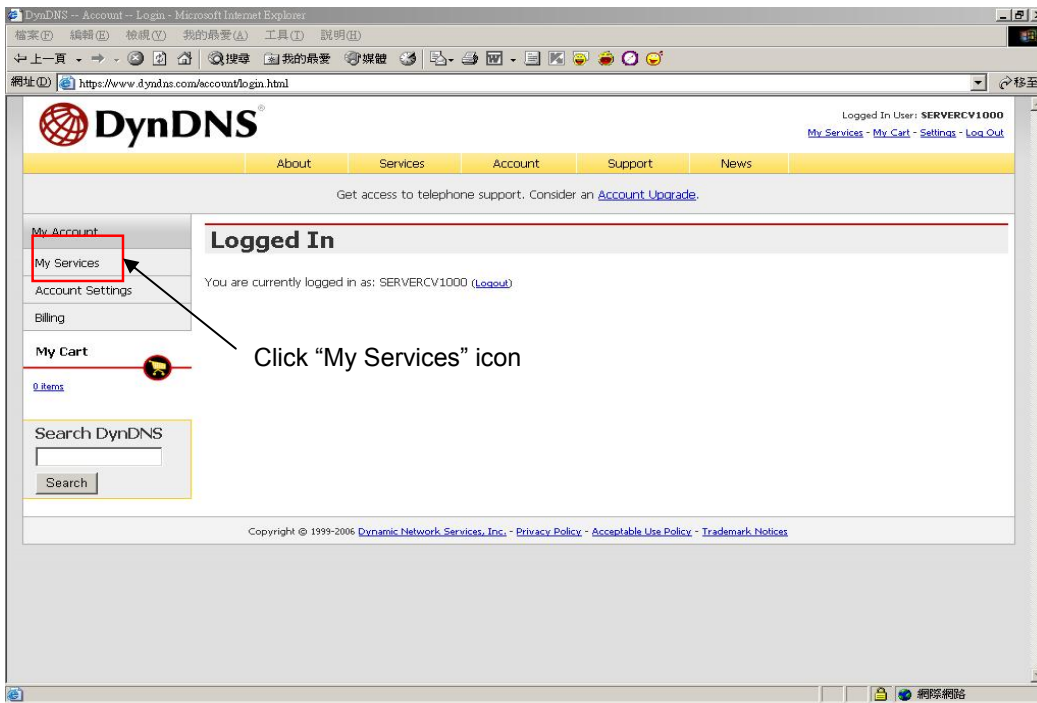 DynDNS -- Account -- Login - Microsoft Internet Explorer
檔案(F) 編輯(E) 檢視(V) 我的最愛(A) 工具(T) 說明(H)
上一頁 搜尋 我的最愛 媒體
網址(D) https://www.dyndns.com/account/login.html 移至
DynDNS®
Logged In User: SERVERCV1000
My Services - My Cart - Settings - Log Out
About Services Account Support News
Get access to telephone support. Consider an Account Upgrade.
My Account
My Services
Account Settings
Billing
My Cart
0 items
Search DynDNS
Search
Logged In
You are currently logged in as: SERVERCV1000 (Logout)
Click “My Services” icon
Copyright © 1999-2006 Dynamic Network Services, Inc. - Privacy Policy - Acceptable Use Policy - Trademark Notices
網際網路